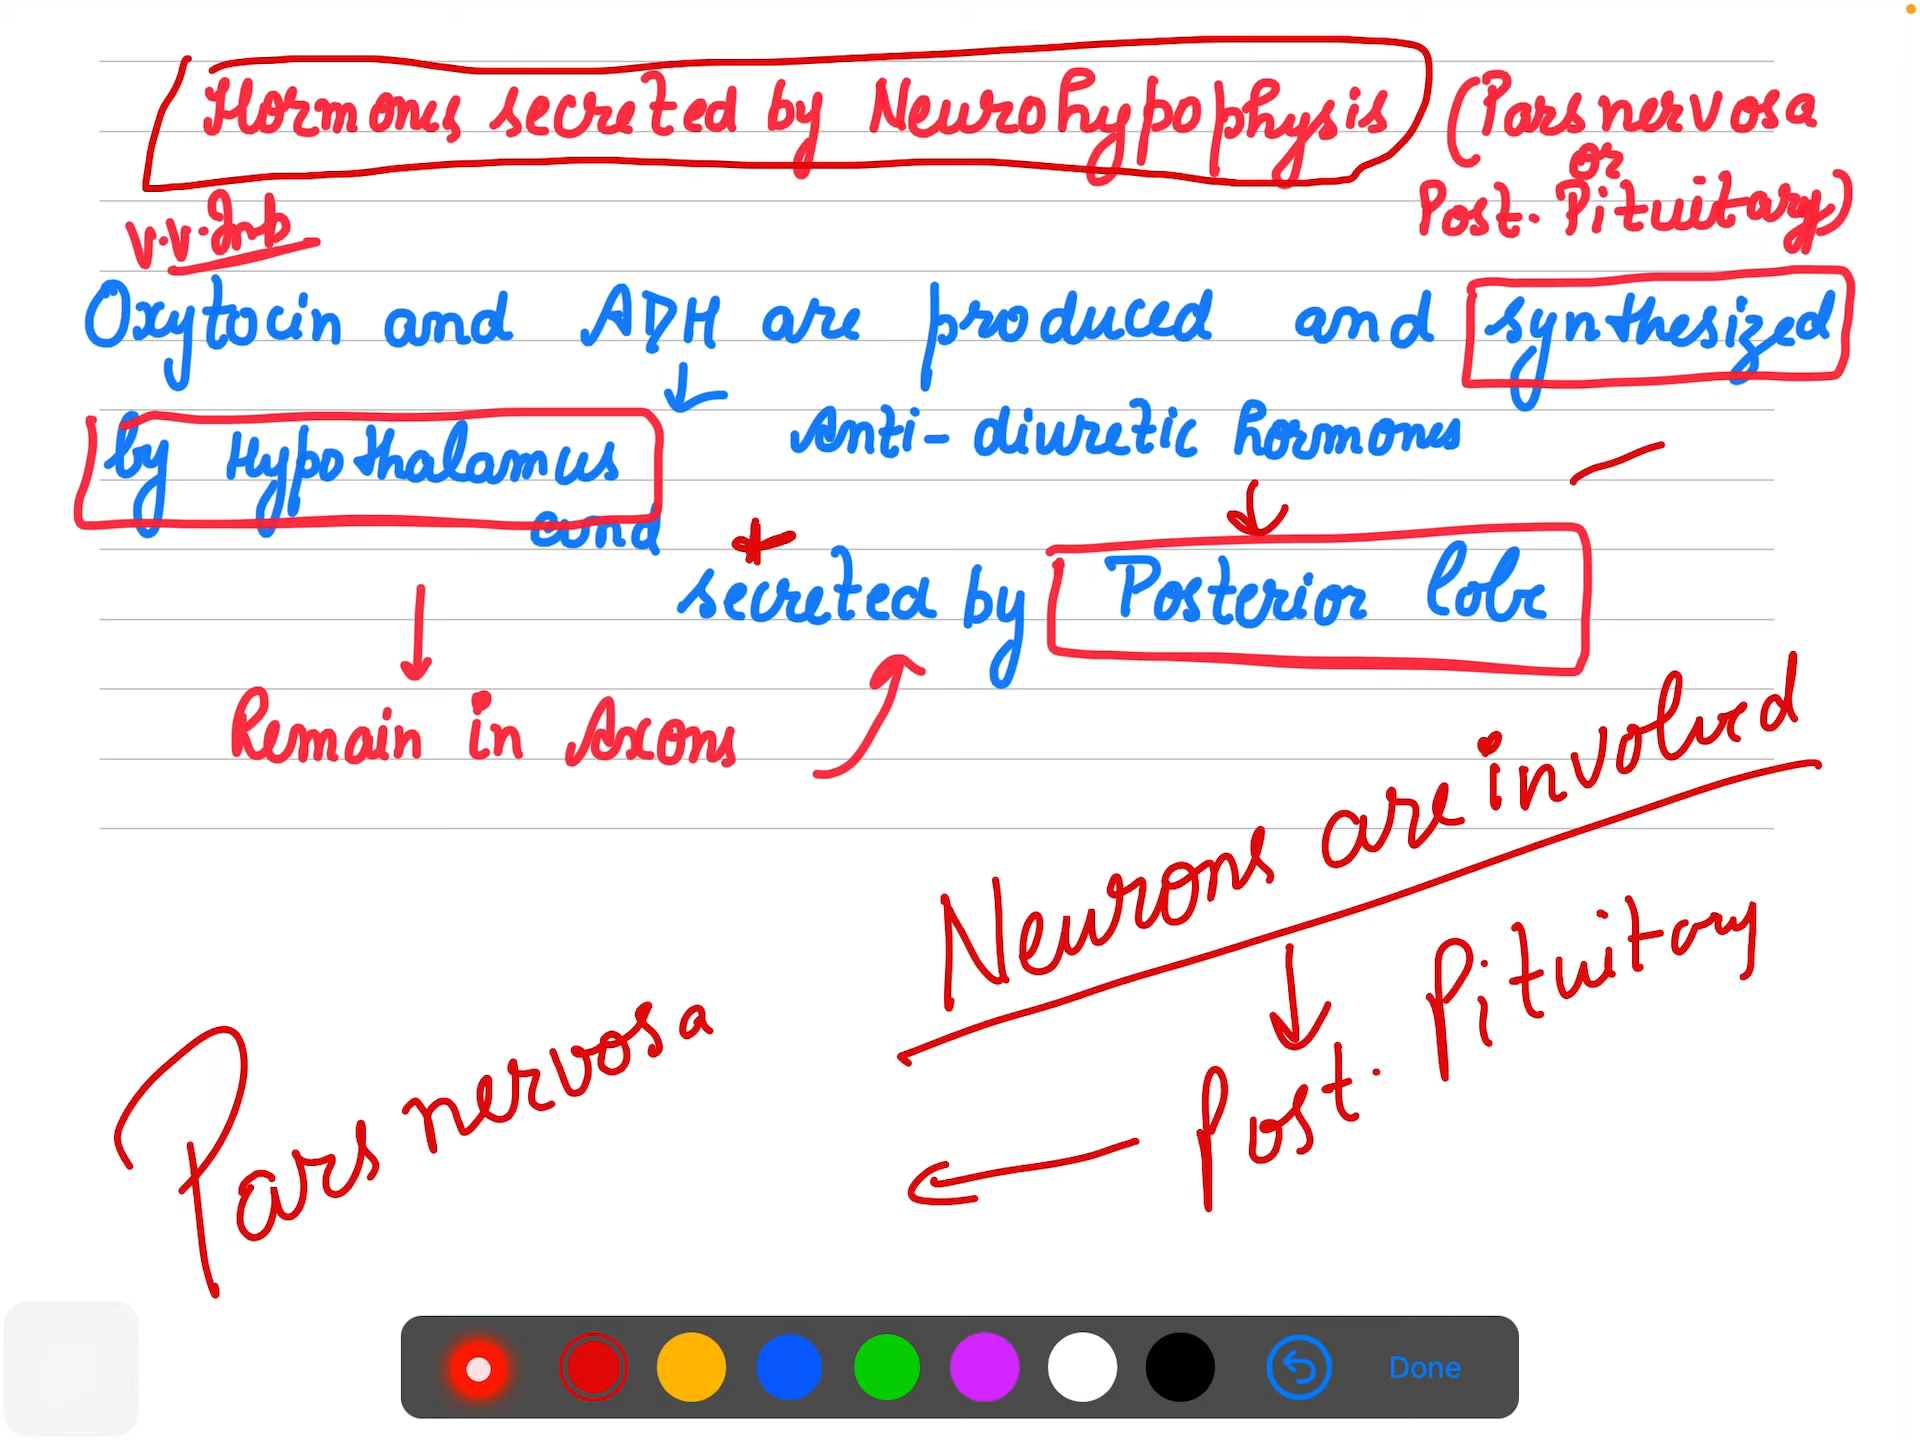 Hormones secreted by Neurohypophysis (Pars nervosa
or
Post. Pituitary)
V.V. Imp
Oxytocin and ADH are produced and synthesized
by Hypothalamus Anti-diuretic hormones
and
secreted by Posterior lobe
Remain in Axons
Neurons are involved
Post. Pituitary
Pars nervosa
Done